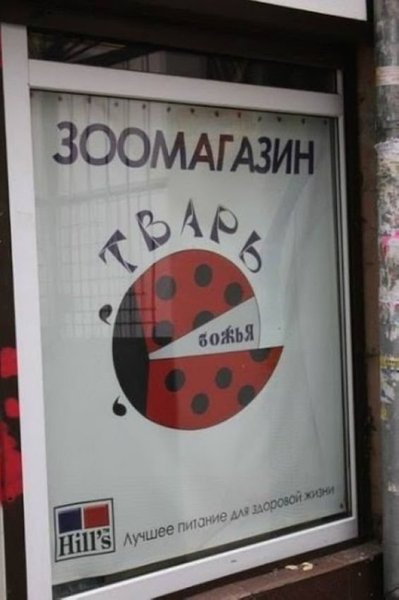 ЗООМАГАЗИН
ТВАРЬ
БОЖЬЯ
Hill's
Лучшее питание для здоровой жизни